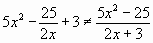 5x² − 25/2x + 3 ≠ 5x² − 25/2x + 3